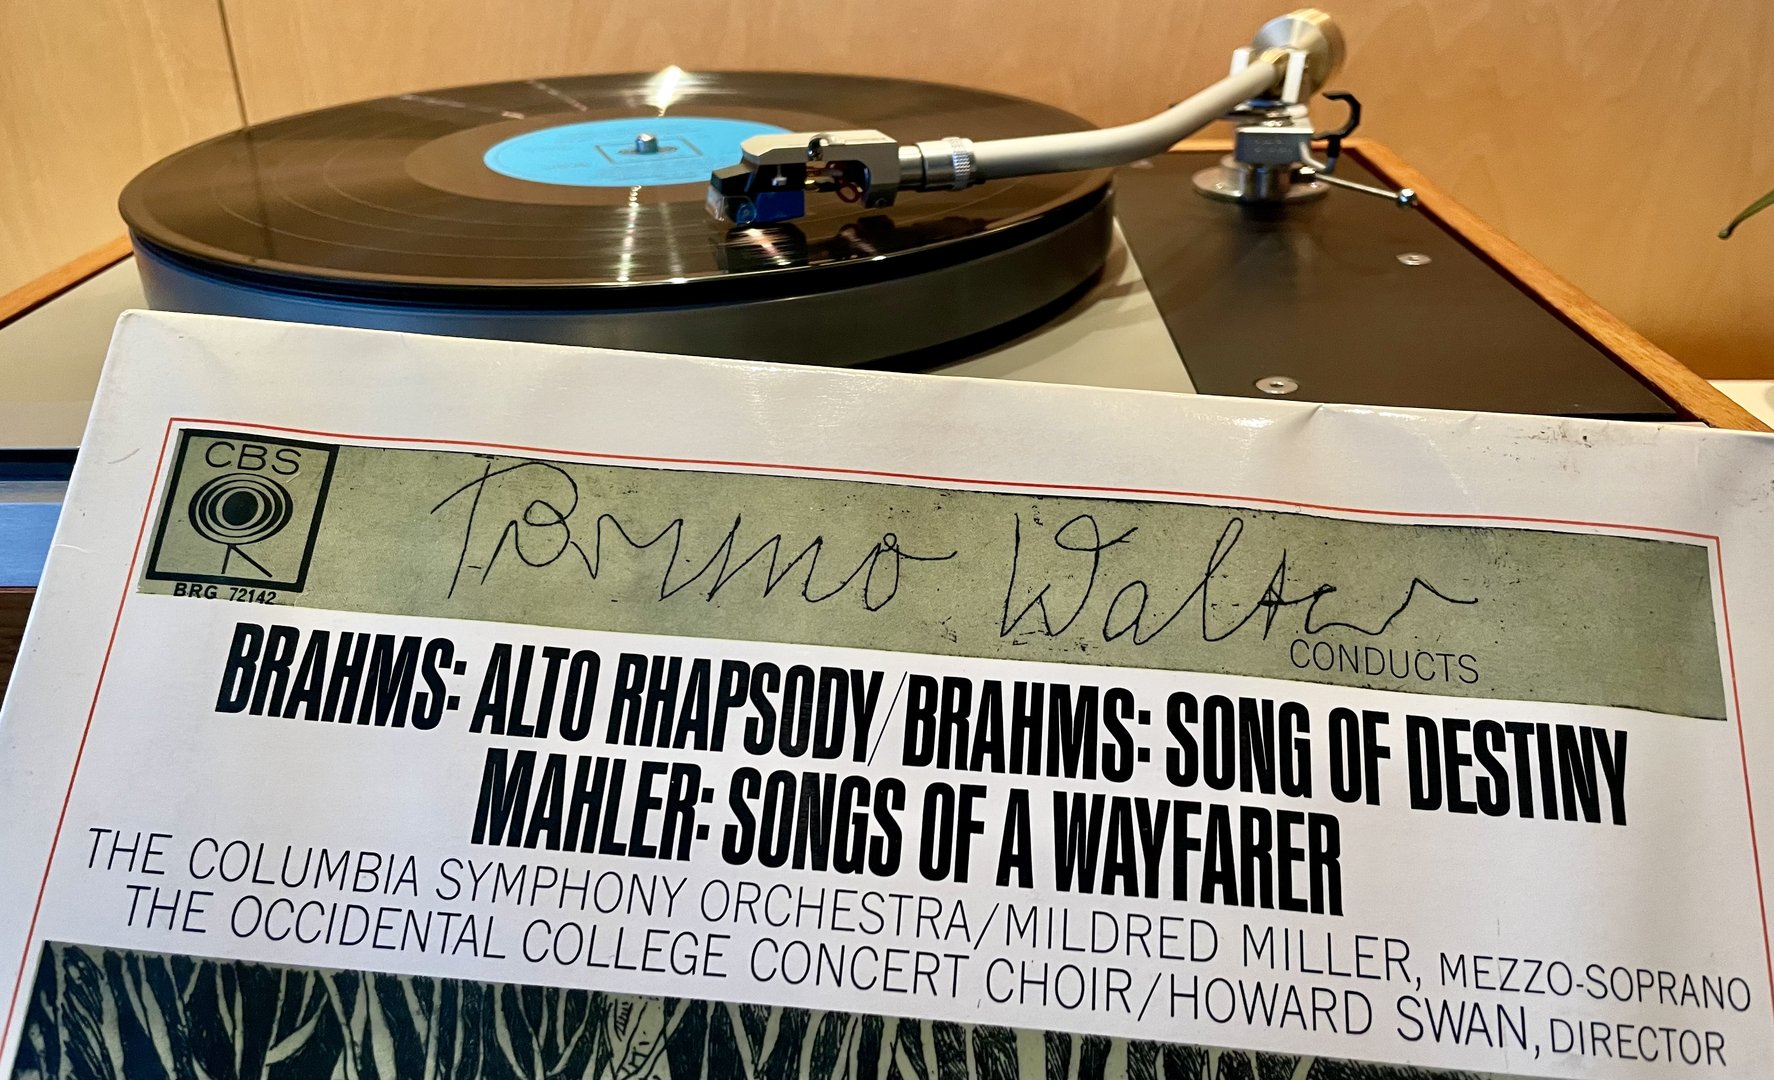 CBS
BRG 72142
Bruno Walter
CONDUCTS
BRAHMS: ALTO RHAPSODY/BRAHMS: SONG OF DESTINY
MAHLER: SONGS OF A WAYFARER
THE COLUMBIA SYMPHONY ORCHESTRA/MILDRED MILLER, MEZZO-SOPRANO
THE OCCIDENTAL COLLEGE CONCERT CHOIR/HOWARD SWAN, DIRECTOR